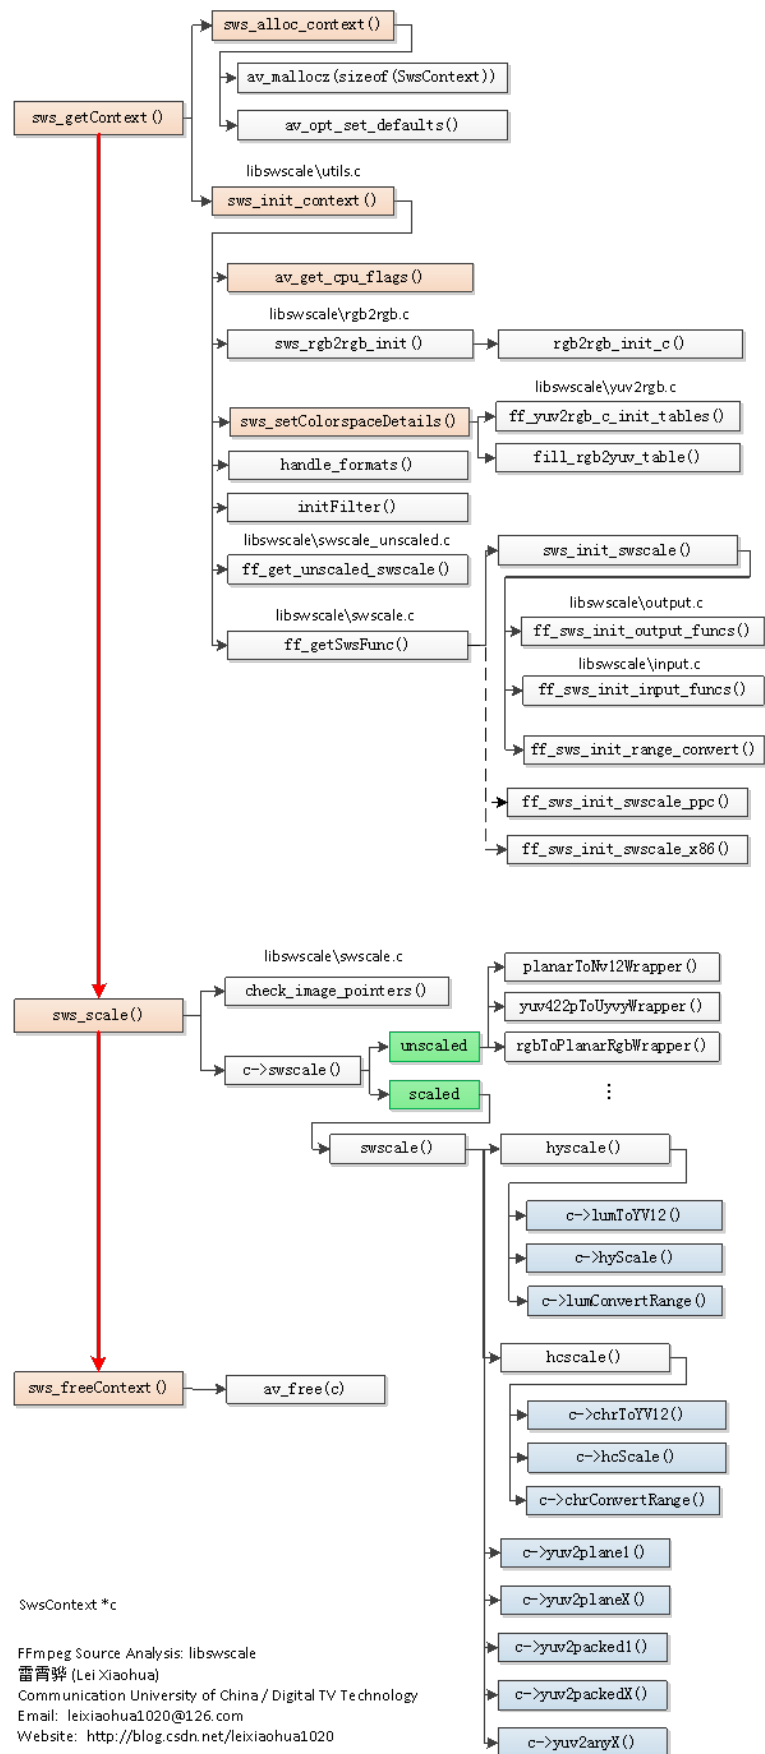 sws_alloc_context()
av_mallocz(sizeof(SwsContext))
sws_getContext()
av_opt_set_defaults()
libswscale\utils.c
sws_init_context()
av_get_cpu_flags()
libswscale\rgb2rgb.c
sws_rgb2rgb_init()
rgb2rgb_init_c()
libswscale\yuv2rgb.c
sws_setColorspaceDetails()
ff_yuv2rgb_c_init_tables()
handle_formats()
fill_rgb2yuv_table()
initFilter()
libswscale\swscale_unscaled.c
sws_init_swscale()
ff_get_unscaled_swscale()
libswscale\output.c
libswscale\swscale.c
ff_sws_init_output_funcs()
ff_getSwsFunc()
libswscale\input.c
ff_sws_init_input_funcs()
ff_sws_init_range_convert()
ff_sws_init_swscale_ppc()
ff_sws_init_swscale_x86()
libswscale\swscale.c
planarToNv12Wrapper()
check_image_pointers()
sws_scale()
yuv422pToUyvyWrapper()
unscaled
rgbToPlanarRgbWrapper()
c->swscale()
scaled
⋮
swscale()
hyscale()
c->lumToYV12()
c->hyScale()
c->lumConvertRange()
hcscale()
sws_freeContext()
av_free(c)
c->chrToYV12()
c->hcScale()
c->chrConvertRange()
c->yuv2plane1()
c->yuv2planeX()
c->yuv2packed1()
c->yuv2packedX()
c->yuv2anyX()
SwsContext *c
FFmpeg Source Analysis: libswscale
雷霄骅 (Lei Xiaohua)
Communication University of China / Digital TV Technology
Email: leixiaohua1020@126.com
Website: http://blog.csdn.net/leixiaohua1020